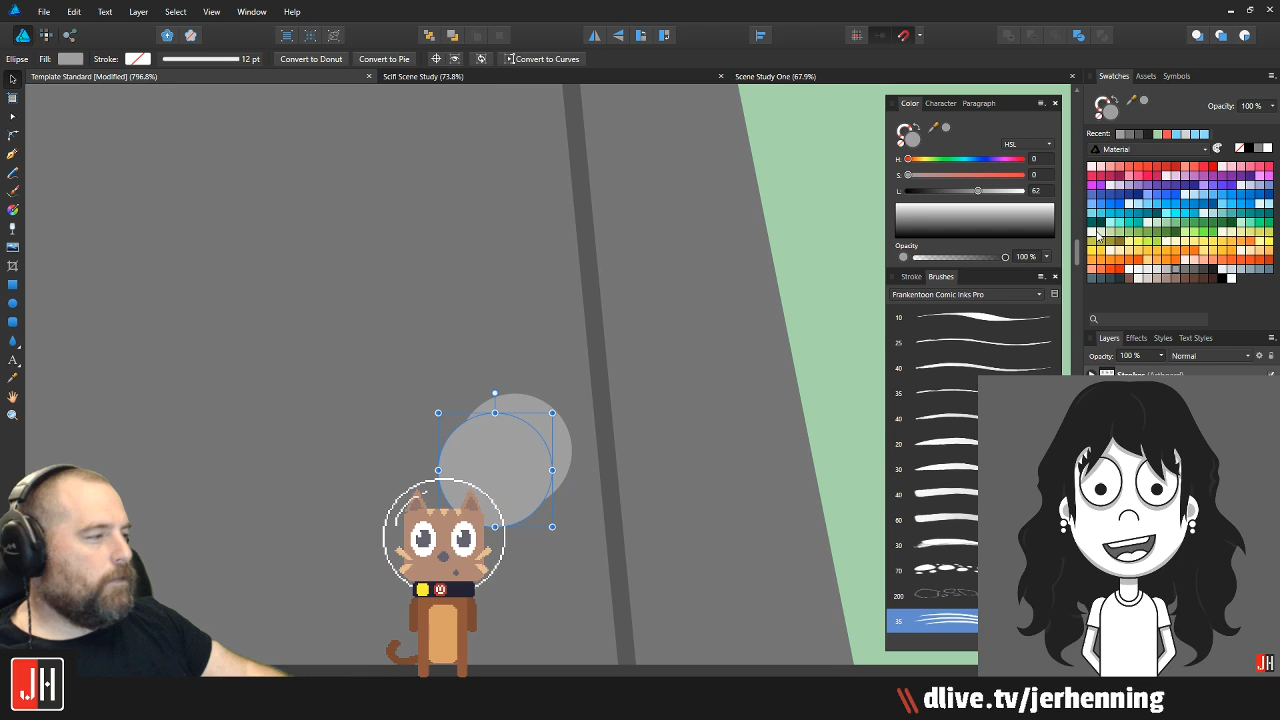 File Edit Text Layer Select View Window Help
Ellipse Fill: Stroke: 12 pt Convert to Donut Convert to Pie Convert to Curves
Template Standard [Modified] (796.8%) Scifi Scene Study (73.8%) Scene Study One (67.9%)
Swatches Assets Symbols
Opacity: 100 %
Recent:
Material
Color Character Paragraph
HSL
H: 0
S: 0
L: 62
Opacity
100 %
Stroke Brushes
Frankentoon Comic Inks Pro
10
25
40
35
40
20
30
40
60
30
70
200
35
Layers Effects Styles Text Styles
Opacity: 100 % Normal
JH
JH
dlive.tv/jerhenning